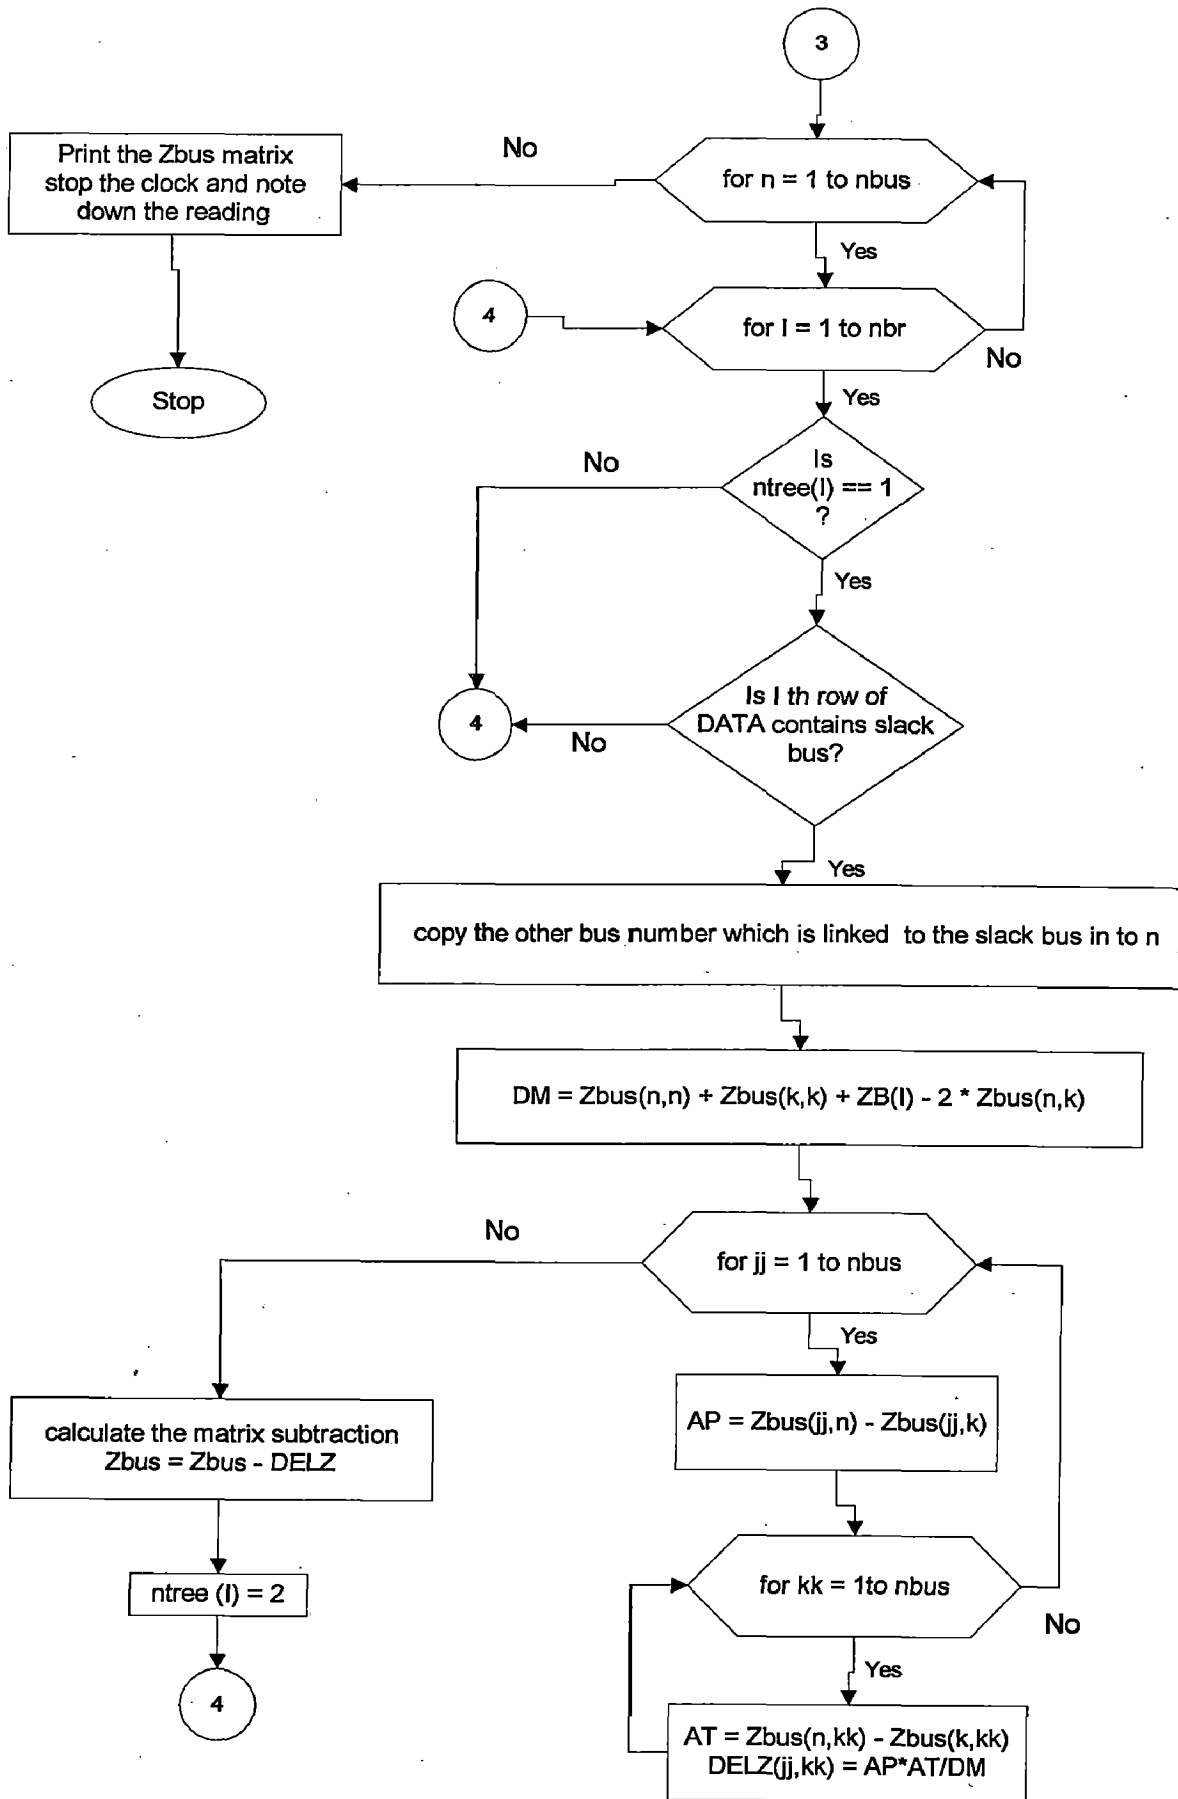 3
No
Print the Zbus matrix
stop the clock and note
down the reading
for n = 1 to nbus
Yes
4
for l = 1 to nbr
No
Stop
Yes
No
Is
ntree(l) == 1
?
Yes
Is l th row of
DATA contains slack
bus?
4
No
Yes
copy the other bus number which is linked to the slack bus in to n
DM = Zbus(n,n) + Zbus(k,k) + ZB(l) - 2 * Zbus(n,k)
No
for jj = 1 to nbus
Yes
AP = Zbus(jj,n) - Zbus(jj,k)
calculate the matrix subtraction
Zbus = Zbus - DELZ
for kk = 1to nbus
ntree (l) = 2
No
Yes
4
AT = Zbus(n,kk) - Zbus(k,kk)
DELZ(jj,kk) = AP*AT/DM